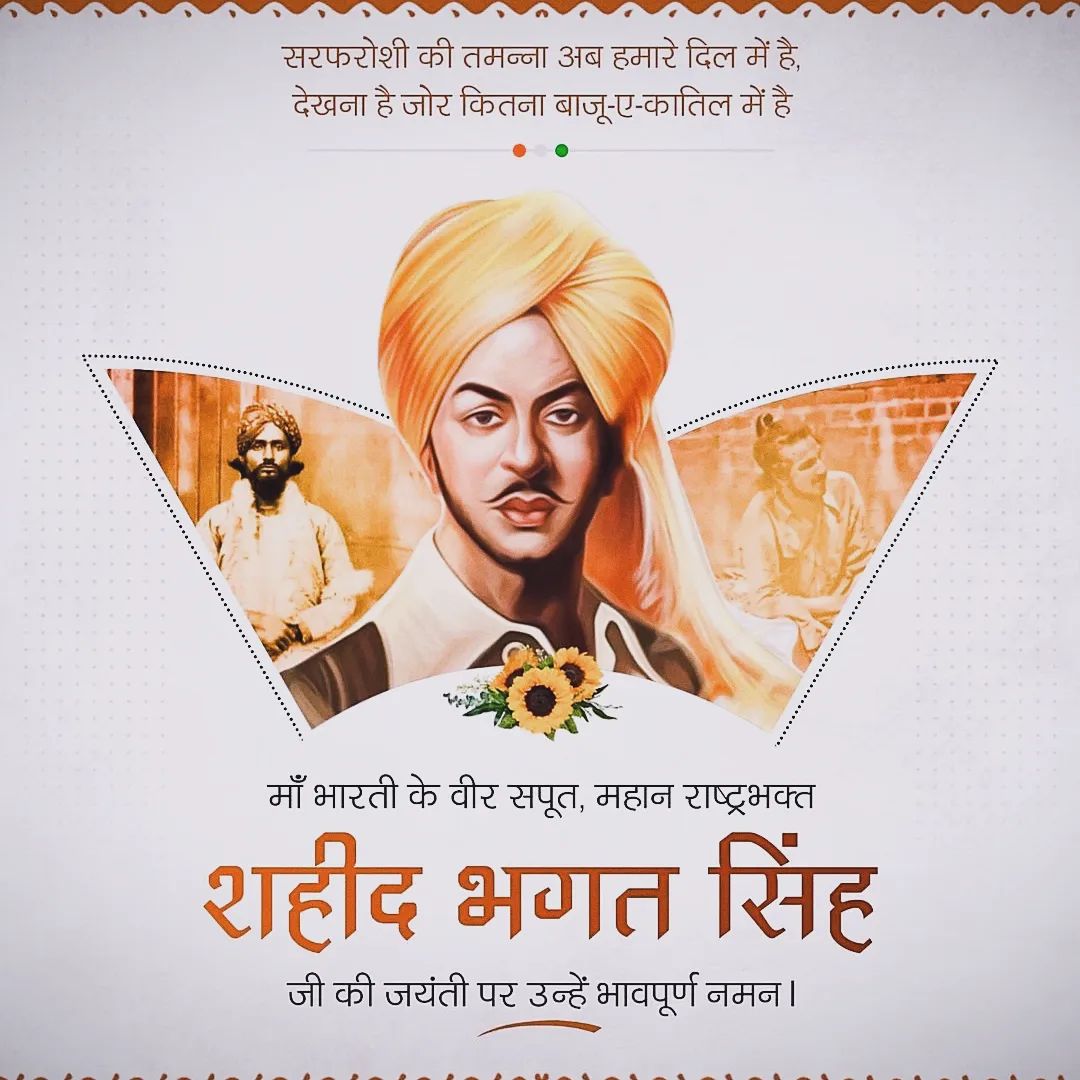 सरफरोशी की तमन्ना अब हमारे दिल में है,
देखना है जोर कितना बाजू-ए-कातिल में है
माँ भारती के वीर सपूत, महान राष्ट्रभक्त
शहीद भगत सिंह
जी की जयंती पर उन्हें भावपूर्ण नमन।